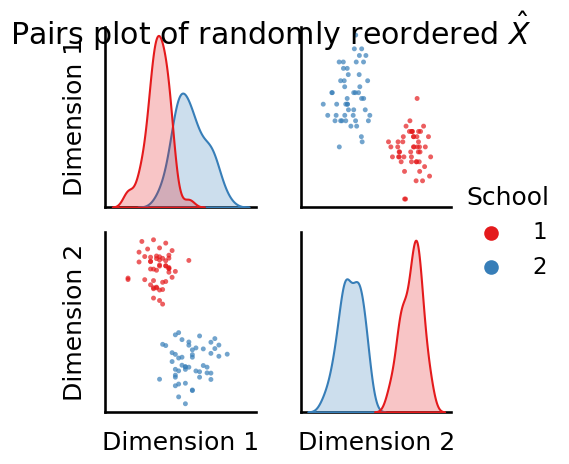 Pairs plot of randomly reordered X̂
Dimension 1
School
1
2
Dimension 2
Dimension 1
Dimension 2